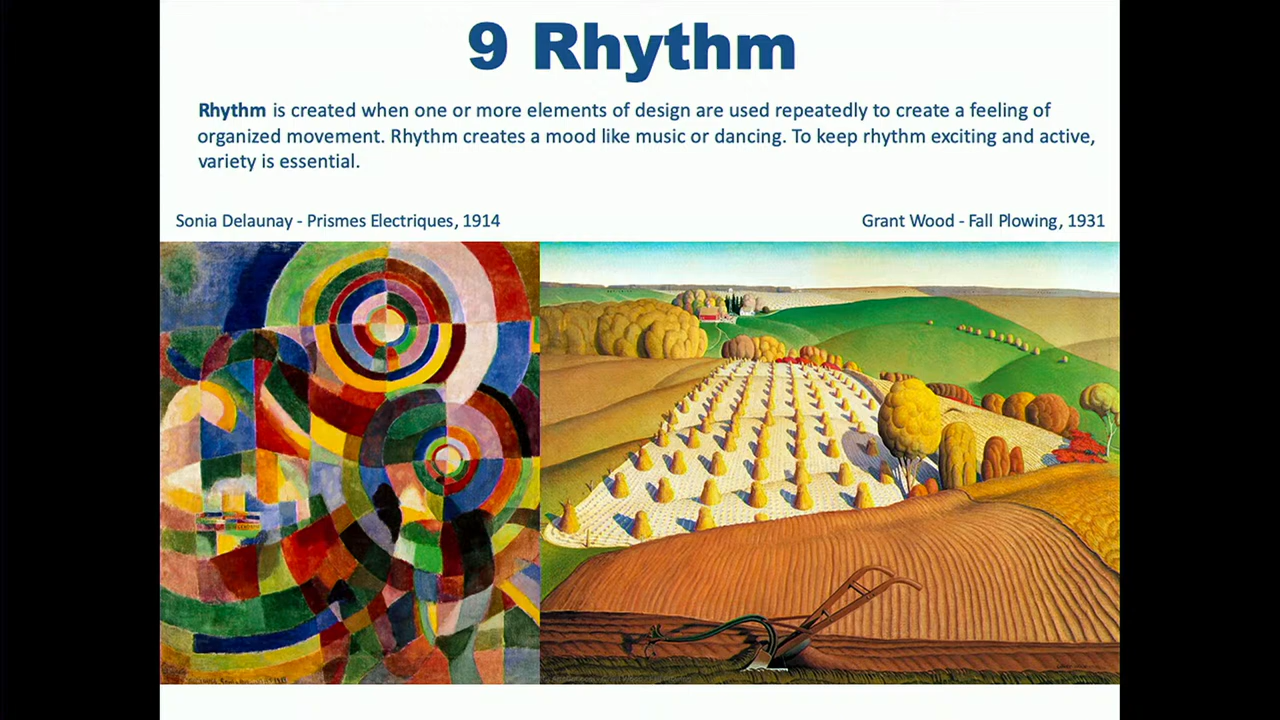 9 Rhythm
Rhythm is created when one or more elements of design are used repeatedly to create a feeling of
organized movement. Rhythm creates a mood like music or dancing. To keep rhythm exciting and active,
variety is essential.
Sonia Delaunay - Prismes Electriques, 1914
Grant Wood - Fall Plowing, 1931